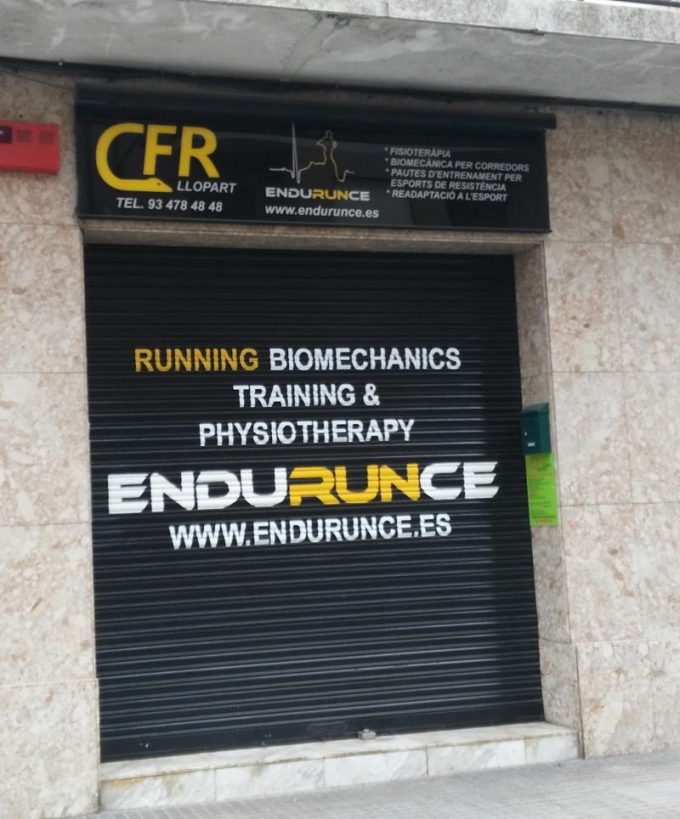 CFR
LLOPART
TEL. 93 478 48 48
ENDURUNCE
www.endurunce.es
* FISIOTERÀPIA
* BIOMECÀNICA PER CORREDORS
* PAUTES D'ENTRENAMENT PER
ESPORTS DE RESISTÈNCIA
* READAPTACIÓ A L'ESPORT
RUNNING BIOMECHANICS
TRAINING &
PHYSIOTHERAPY
ENDURUNCE
WWW.ENDURUNCE.ES